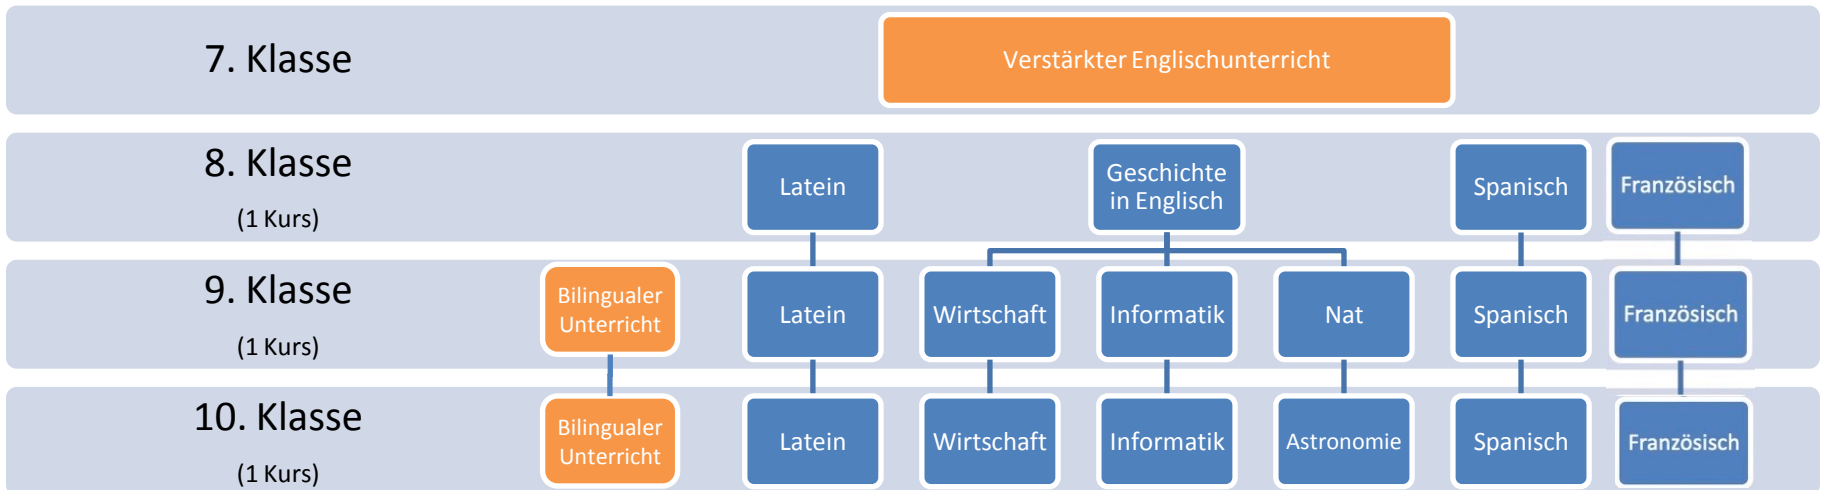 7. Klasse
Verstärkter Englischunterricht
8. Klasse
(1 Kurs)
Latein
Geschichte
in Englisch
Spanisch
Französisch
9. Klasse
(1 Kurs)
Bilingualer
Unterricht
Latein
Wirtschaft
Informatik
Nat
Spanisch
Französisch
10. Klasse
(1 Kurs)
Bilingualer
Unterricht
Latein
Wirtschaft
Informatik
Astronomie
Spanisch
Französisch